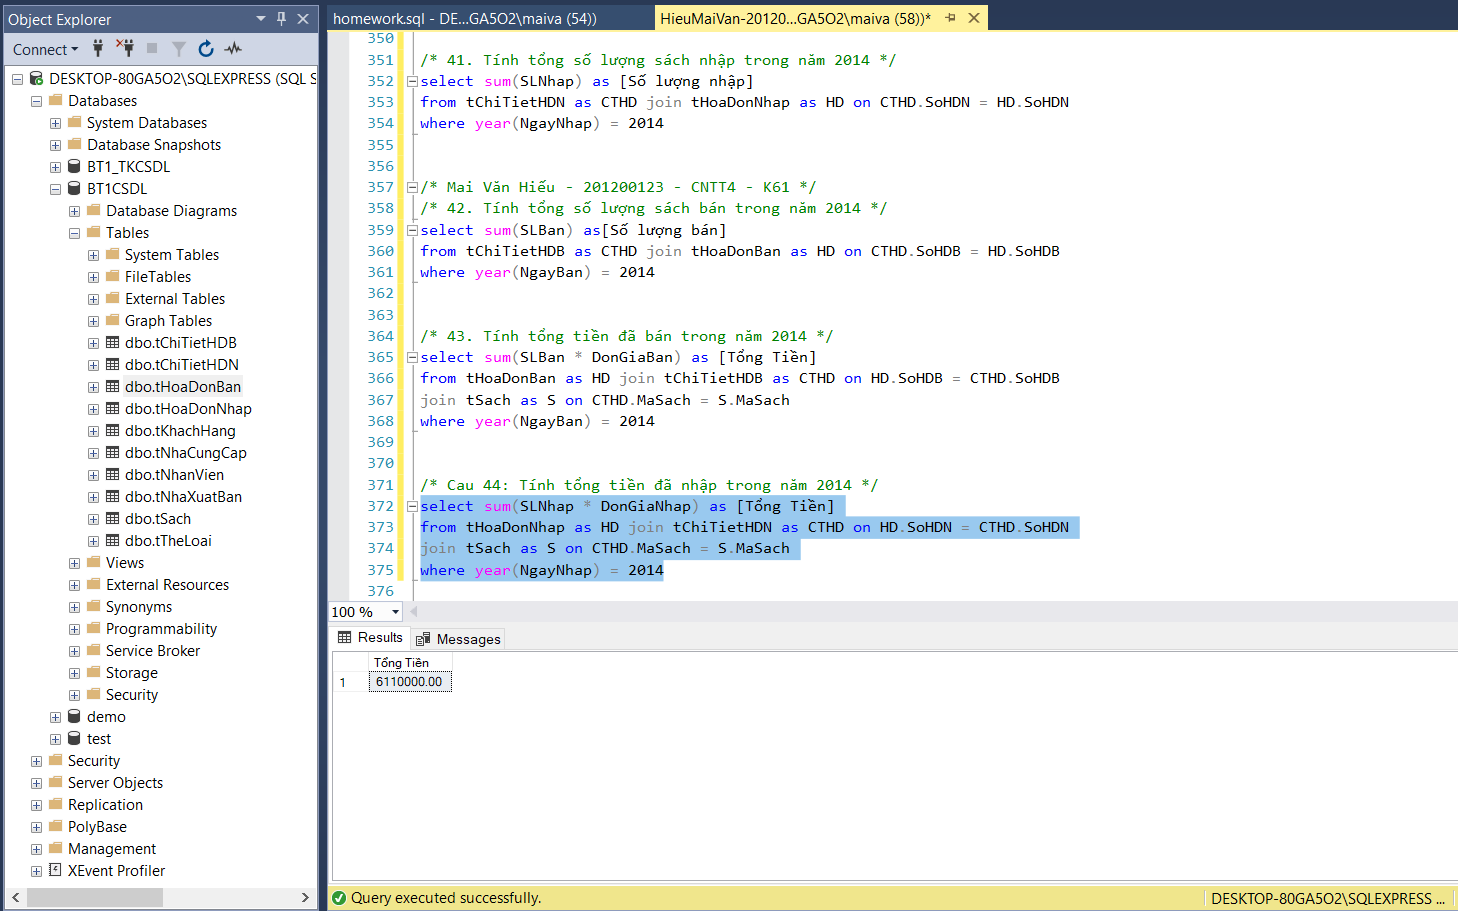 Object Explorer
Connect
DESKTOP-80GA5O2\SQLEXPRESS (SQL S
Databases
System Databases
Database Snapshots
BT1_TKCSDL
BT1CSDL
Database Diagrams
Tables
System Tables
FileTables
External Tables
Graph Tables
dbo.tChiTietHDB
dbo.tChiTietHDN
dbo.tHoaDonBan
dbo.tHoaDonNhap
dbo.tKhachHang
dbo.tNhaCungCap
dbo.tNhanVien
dbo.tNhaXuatBan
dbo.tSach
dbo.tTheLoai
Views
External Resources
Synonyms
Programmability
Service Broker
Storage
Security
demo
test
Security
Server Objects
Replication
PolyBase
Management
XEvent Profiler
homework.sql - DE...GA5O2\maiva (54))
HieuMaiVan-20120...GA5O2\maiva (58))*
350
351 /* 41. Tính tổng số lượng sách nhập trong năm 2014 */
352 select sum(SLNhap) as [Số lượng nhập]
353 from tChiTietHDN as CTHD join tHoaDonNhap as HD on CTHD.SoHDN = HD.SoHDN
354 where year(NgayNhap) = 2014
355
356
357 /* Mai Văn Hiếu - 201200123 - CNTT4 - K61 */
358 /* 42. Tính tổng số lượng sách bán trong năm 2014 */
359 select sum(SLBan) as[Số lượng bán]
360 from tChiTietHDB as CTHD join tHoaDonBan as HD on CTHD.SoHDB = HD.SoHDB
361 where year(NgayBan) = 2014
362
363
364 /* 43. Tính tổng tiền đã bán trong năm 2014 */
365 select sum(SLBan * DonGiaBan) as [Tổng Tiền]
366 from tHoaDonBan as HD join tChiTietHDB as CTHD on HD.SoHDB = CTHD.SoHDB
367 join tSach as S on CTHD.MaSach = S.MaSach
368 where year(NgayBan) = 2014
369
370
371 /* Cau 44: Tính tổng tiền đã nhập trong năm 2014 */
372 select sum(SLNhap * DonGiaNhap) as [Tổng Tiền]
373 from tHoaDonNhap as HD join tChiTietHDN as CTHD on HD.SoHDN = CTHD.SoHDN
374 join tSach as S on CTHD.MaSach = S.MaSach
375 where year(NgayNhap) = 2014
376
100 %
Results Messages
Tổng Tiền
1 6110000.00
Query executed successfully.
DESKTOP-80GA5O2\SQLEXPRESS ...